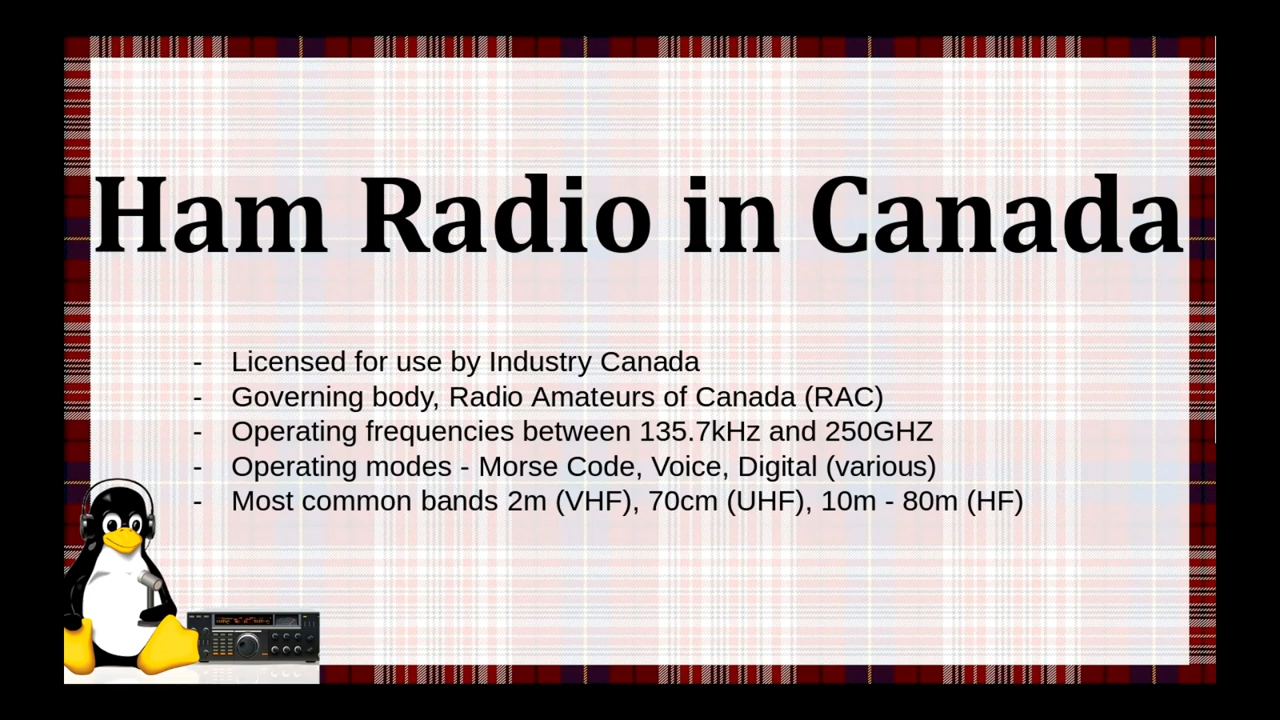 Ham Radio in Canada
- Licensed for use by Industry Canada
- Governing body, Radio Amateurs of Canada (RAC)
- Operating frequencies between 135.7kHz and 250GHZ
- Operating modes - Morse Code, Voice, Digital (various)
- Most common bands 2m (VHF), 70cm (UHF), 10m - 80m (HF)